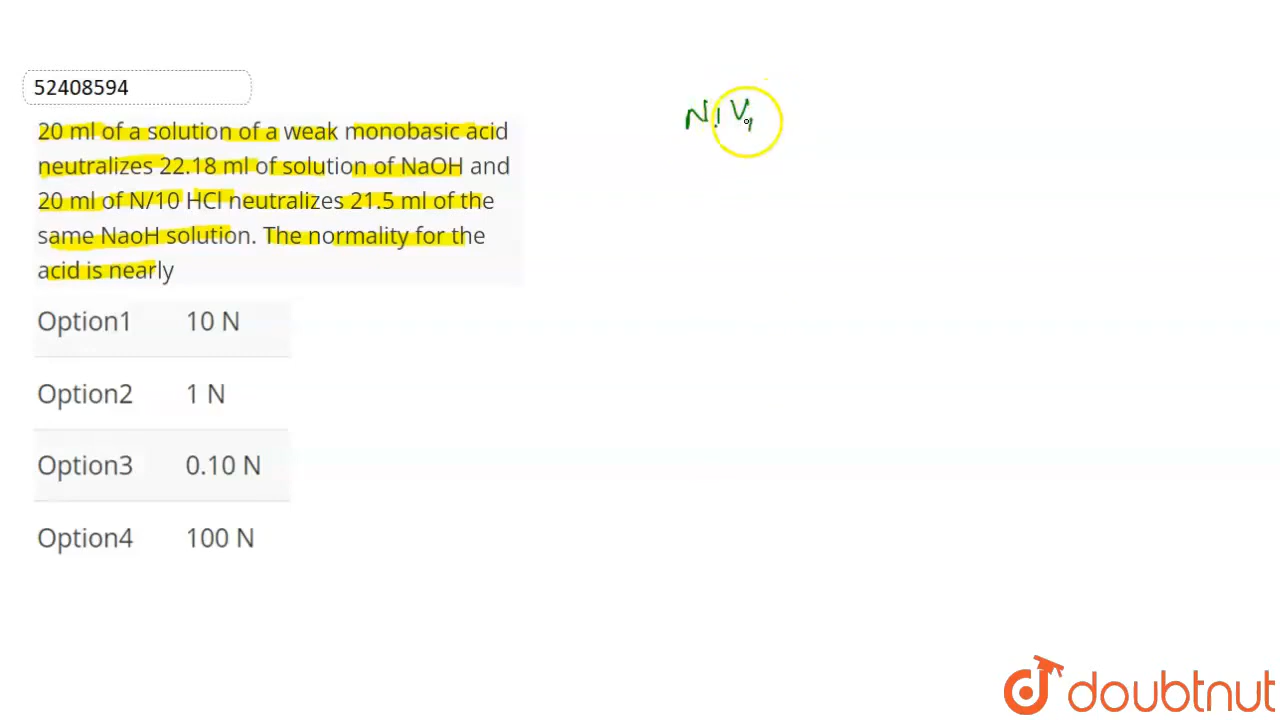 52408594
20 ml of a solution of a weak monobasic acid
neutralizes 22.18 ml of solution of NaOH and
20 ml of N/10 HCl neutralizes 21.5 ml of the
same NaoH solution. The normality for the
acid is nearly
Option1 10 N
Option2 1 N
Option3 0.10 N
Option4 100 N
N1V1
doubtnut